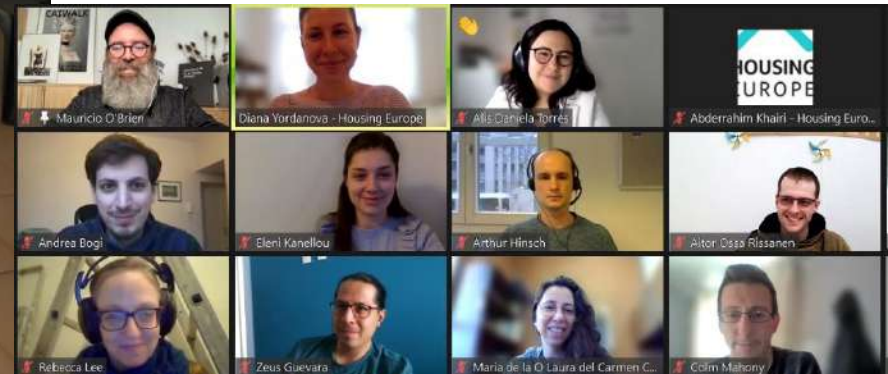 CATWALK
Mauricio O'Brien
Diana Yordanova - Housing Europe
Alis Daniela Torres
HOUSING
EUROPE
Abderrahim Khairi - Housing Euro...
Andrea Bogi
Eleni Kanellou
Arthur Hinsch
Aitor Ossa Rissanen
Rebecca Lee
Zeus Guevara
Maria de la O Laura del Carmen C...
Colm Mahony